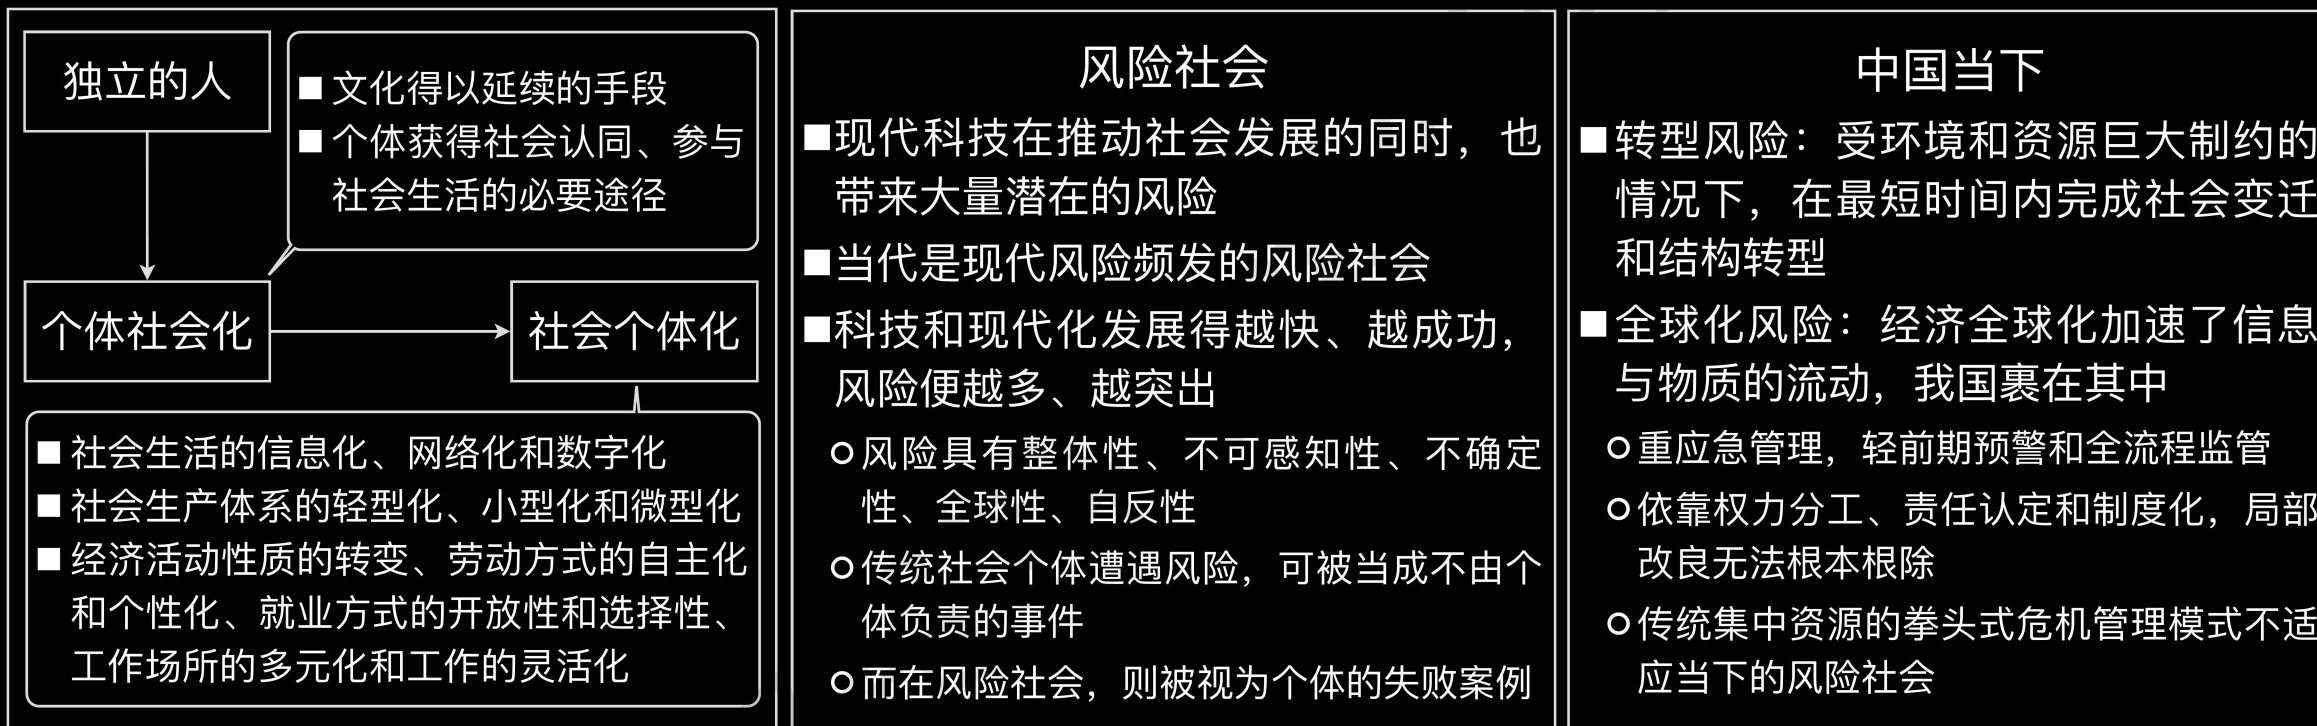 独立的人
■ 文化得以延续的手段
■ 个体获得社会认同、参与
社会生活的必要途径
个体社会化
社会个体化
■ 社会生活的信息化、网络化和数字化
■ 社会生产体系的轻型化、小型化和微型化
■ 经济活动性质的转变、劳动方式的自主化
和个性化、就业方式的开放性和选择性、
工作场所的多元化和工作的灵活化
风险社会
■现代科技在推动社会发展的同时，也
带来大量潜在的风险
■当代是现代风险频发的风险社会
■科技和现代化发展得越快、越成功，
风险便越多、越突出
○风险具有整体性、不可感知性、不确定
性、全球性、自反性
○传统社会个体遭遇风险，可被当成不由个
体负责的事件
○而在风险社会，则被视为个体的失败案例
中国当下
■转型风险：受环境和资源巨大制约的
情况下，在最短时间内完成社会变迁
和结构转型
■全球化风险：经济全球化加速了信息
与物质的流动，我国裹在其中
○重应急管理，轻前期预警和全流程监管
○依靠权力分工、责任认定和制度化，局部
改良无法根本根除
○传统集中资源的拳头式危机管理模式不适
应当下的风险社会